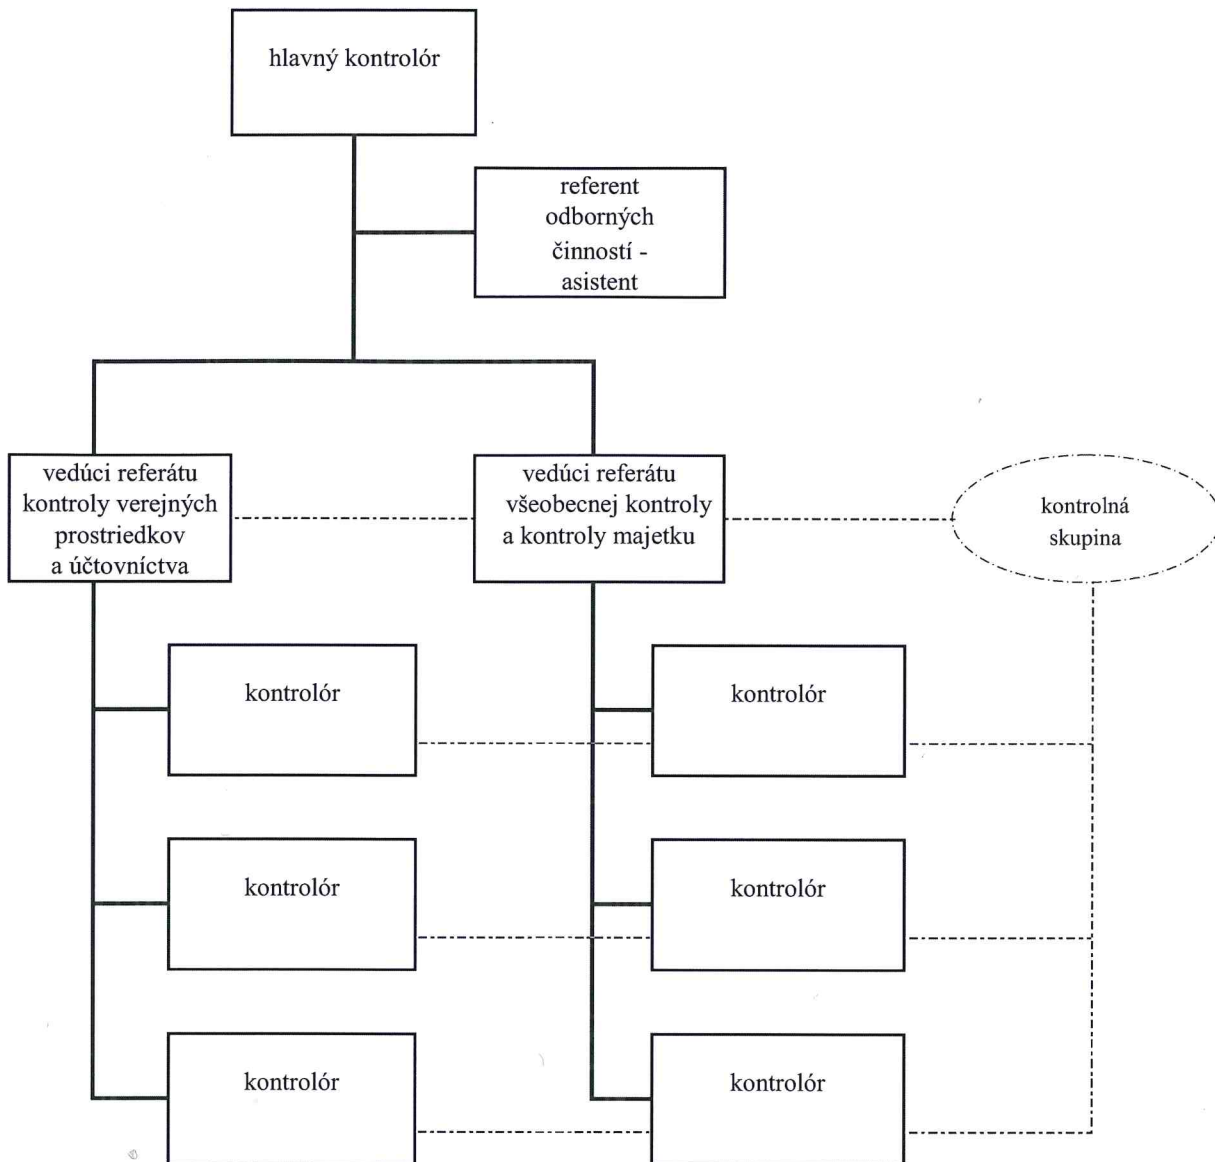 hlavný kontrolór
referent
odborných
činností -
asistent
vedúci referátu
kontroly verejných
prostriedkov
a účtovníctva
vedúci referátu
všeobecnej kontroly
a kontroly majetku
kontrolná
skupina
kontrolór
kontrolór
kontrolór
kontrolór
kontrolór
kontrolór